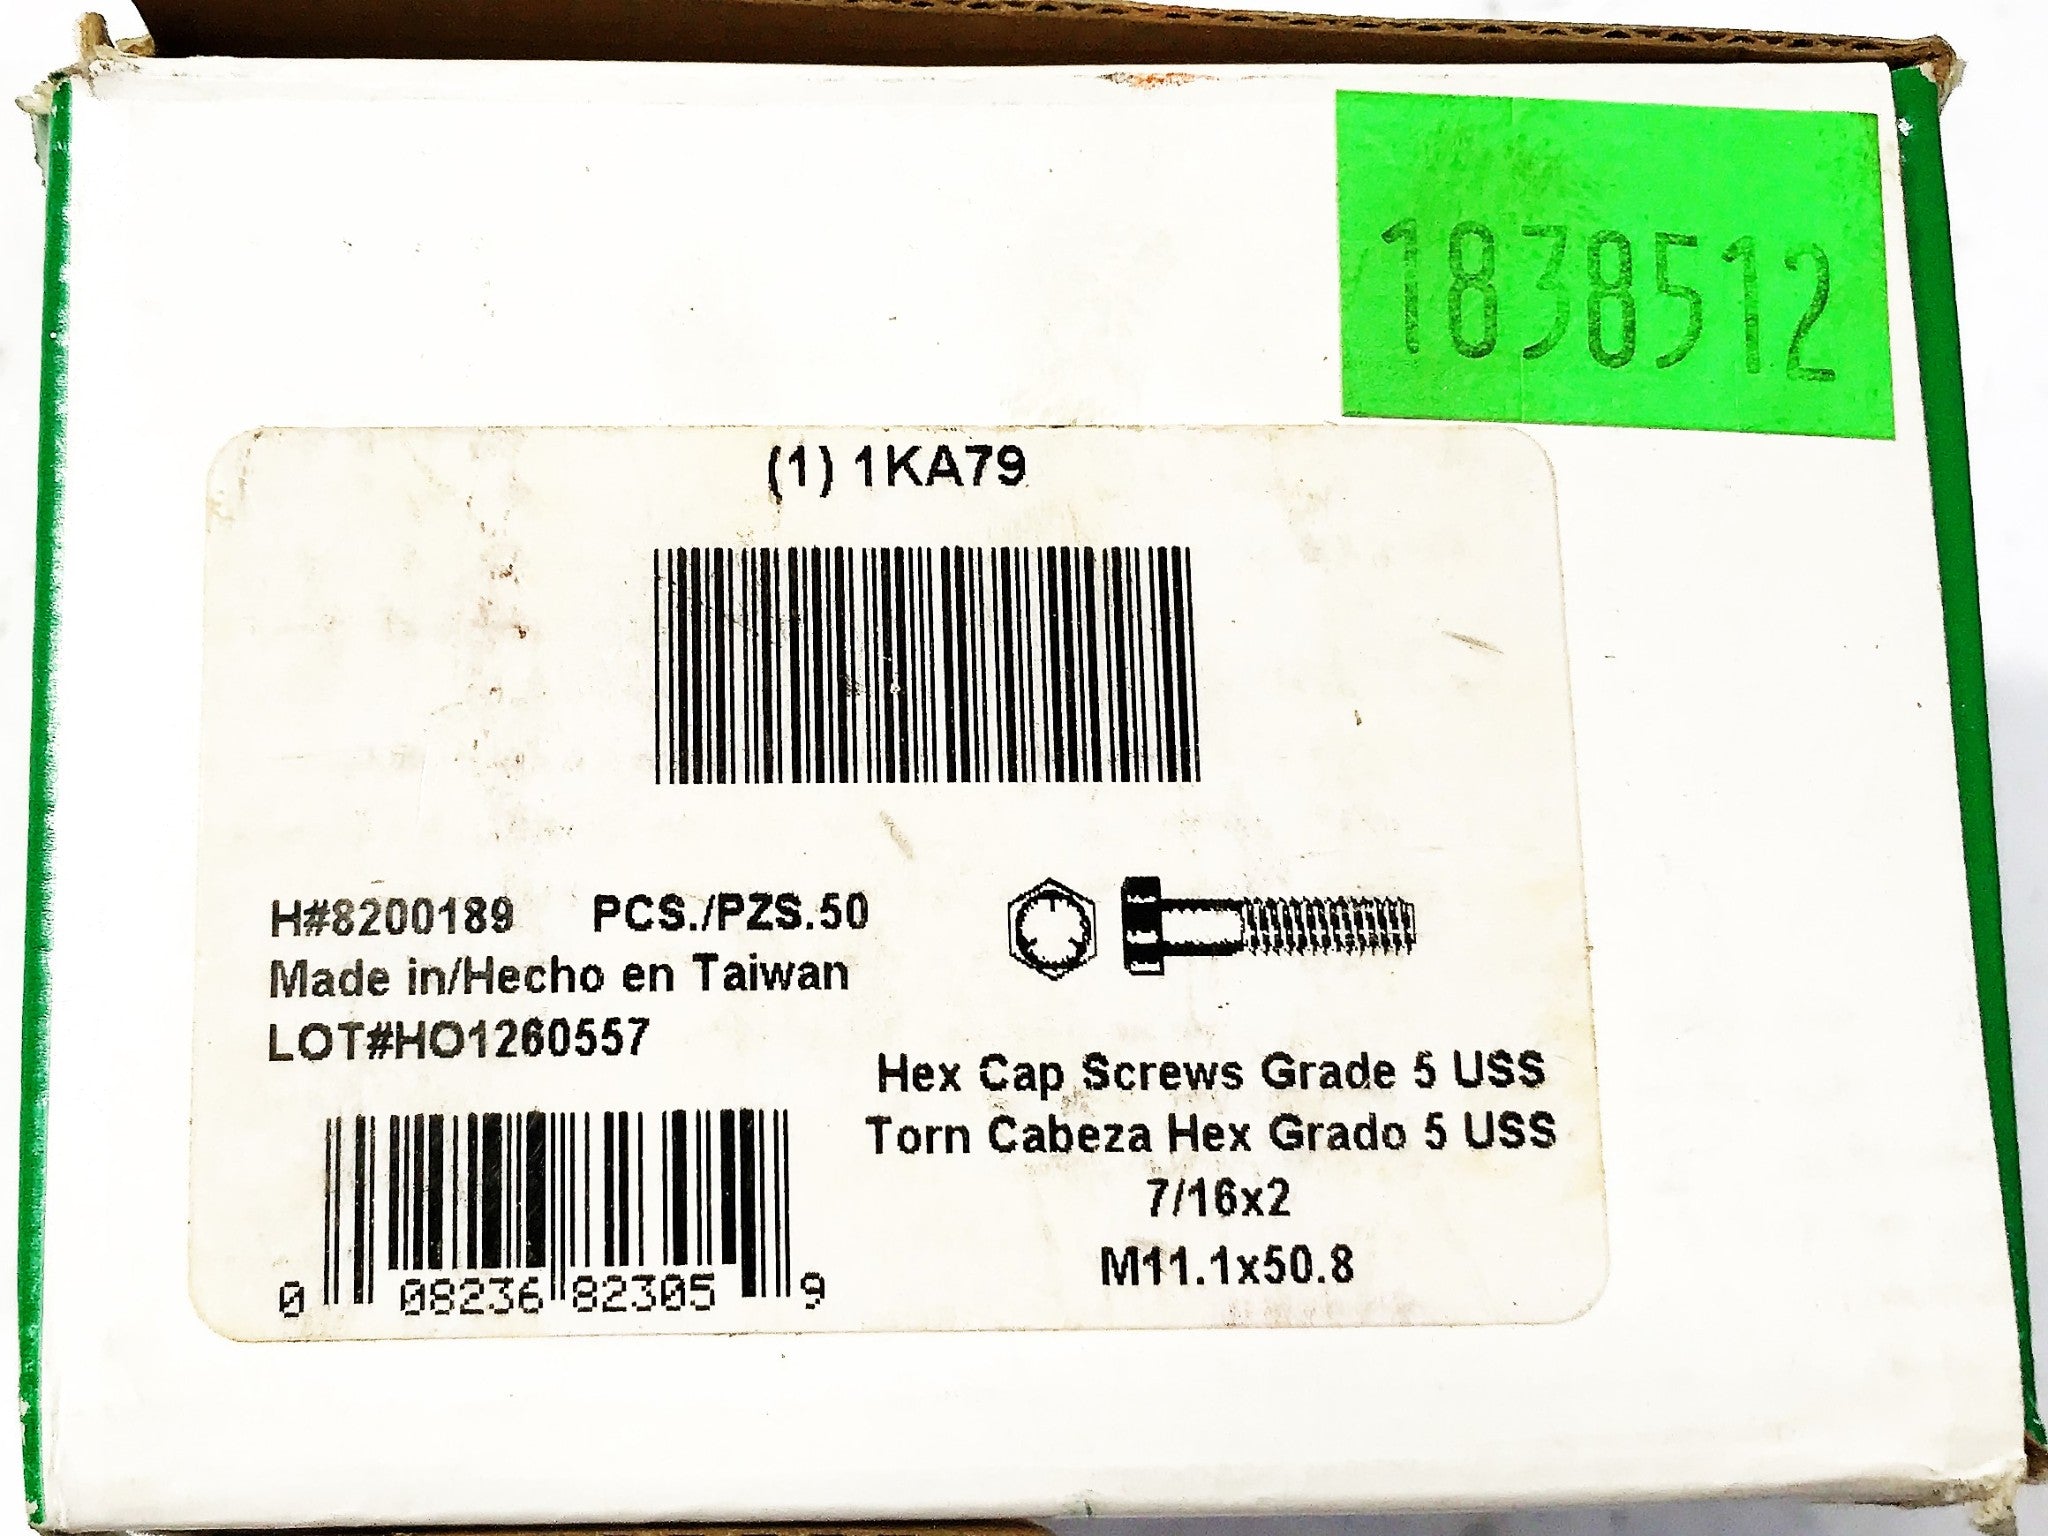 1838512
(1) 1KA79
H#8200189 PCS./PZS.50
Made in/Hecho en Taiwan
LOT#HO1260557
Hex Cap Screws Grade 5 USS
Torn Cabeza Hex Grado 5 USS
7/16x2
M11.1x50.8
0 08236 82305 9